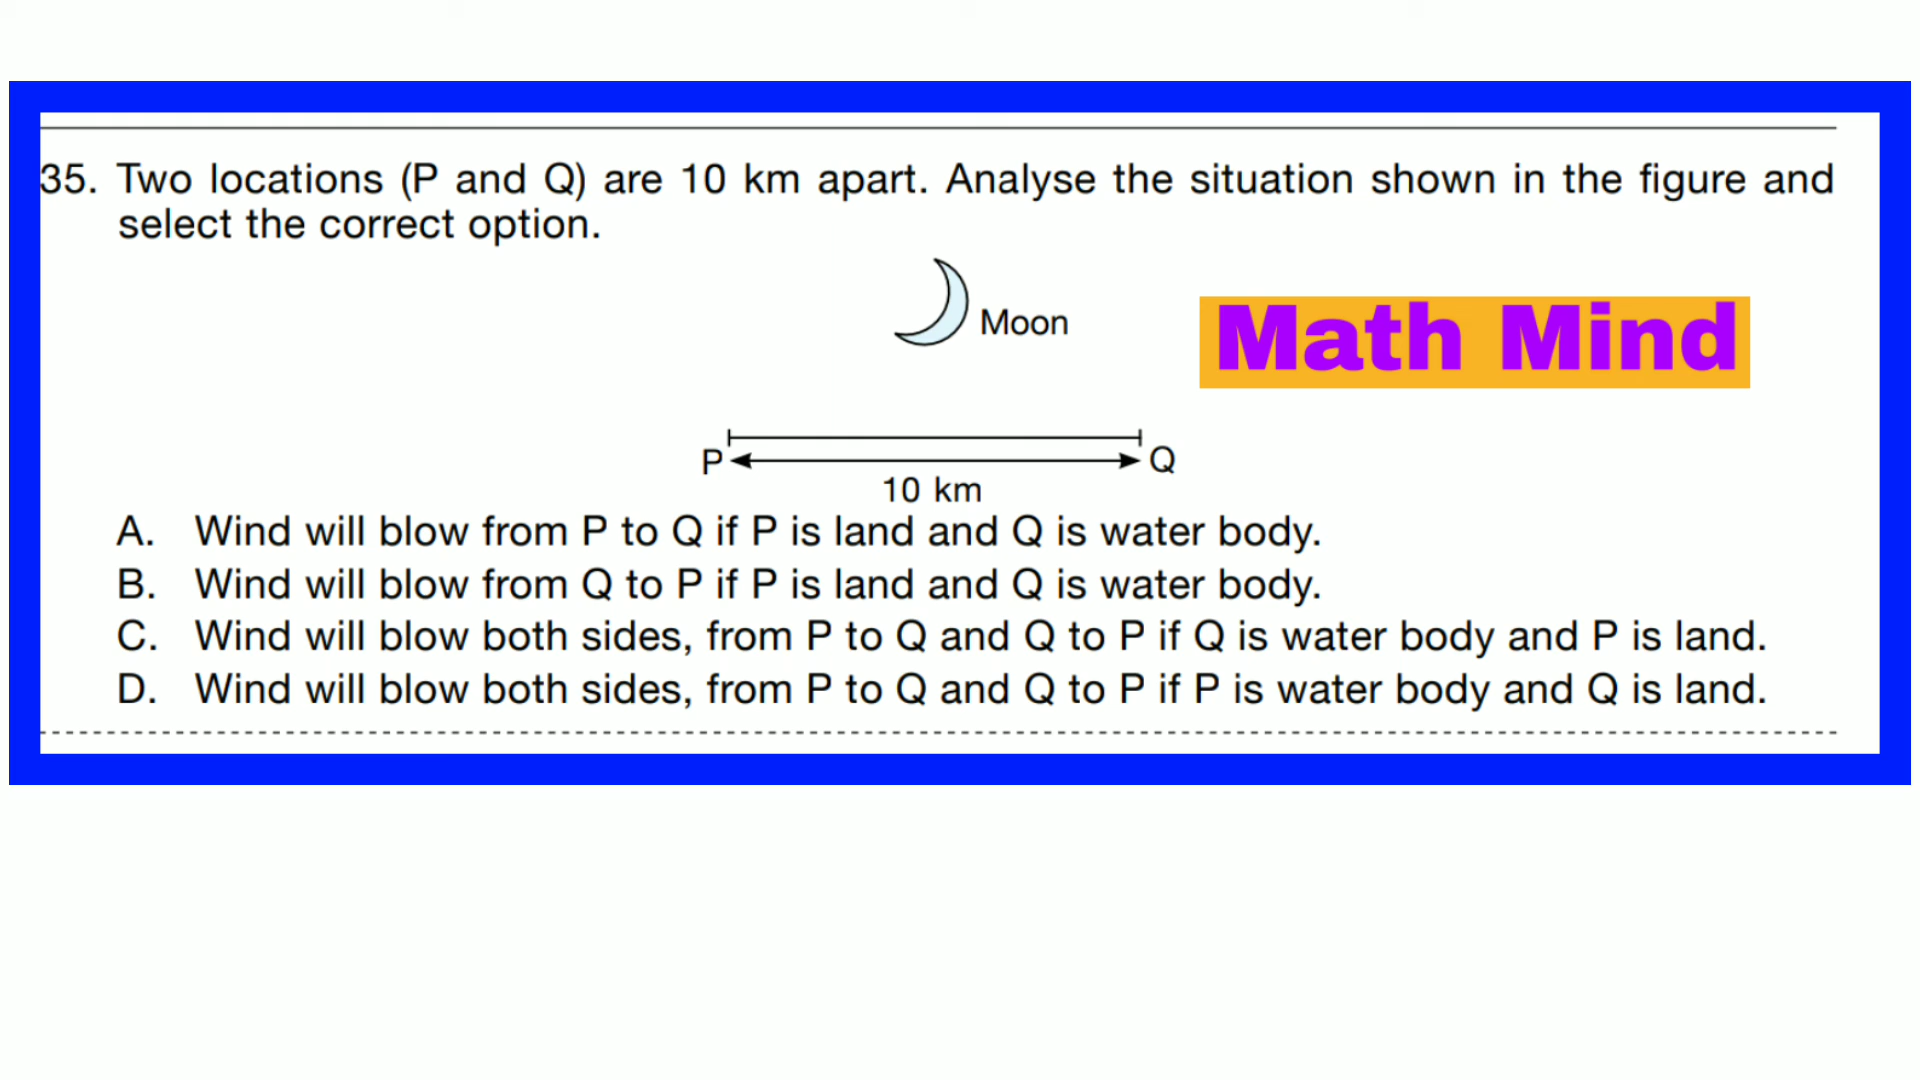 35. Two locations (P and Q) are 10 km apart. Analyse the situation shown in the figure and
select the correct option.
Moon
Math Mind
P Q
10 km
A. Wind will blow from P to Q if P is land and Q is water body.
B. Wind will blow from Q to P if P is land and Q is water body.
C. Wind will blow both sides, from P to Q and Q to P if Q is water body and P is land.
D. Wind will blow both sides, from P to Q and Q to P if P is water body and Q is land.